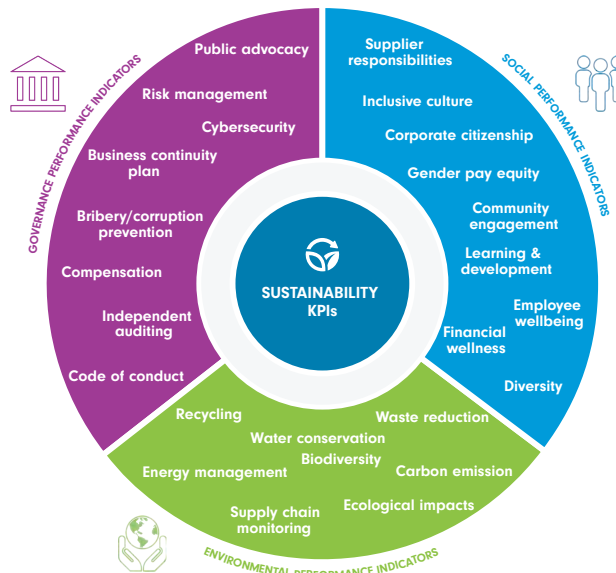 GOVERNANCE PERFORMANCE INDICATORS
Public advocacy
Risk management
Cybersecurity
Business continuity
plan
Bribery/corruption
prevention
Compensation
Independent
auditing
Code of conduct
SOCIAL PERFORMANCE INDICATORS
Supplier
responsibilities
Inclusive culture
Corporate citizenship
Gender pay equity
Community
engagement
Learning &
development
Employee
wellbeing
Financial
wellness
Diversity
SUSTAINABILITY
KPIs
Recycling
Waste reduction
Water conservation
Biodiversity
Energy management
Carbon emission
Supply chain
monitoring
Ecological impacts
ENVIRONMENTAL PERFORMANCE INDICATORS